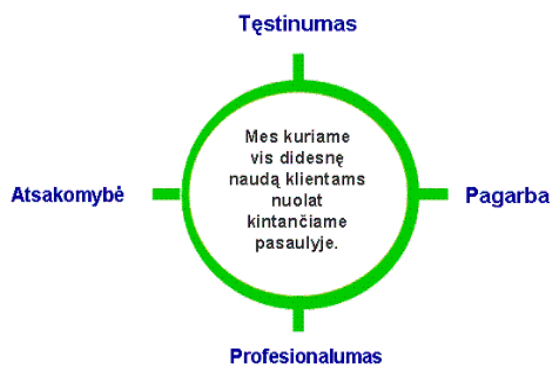 Tęstinumas
Mes kuriame
vis didesnę
naudą klientams
nuolat
kintančiame
pasaulyje.
Atsakomybė
Pagarba
Profesionalumas